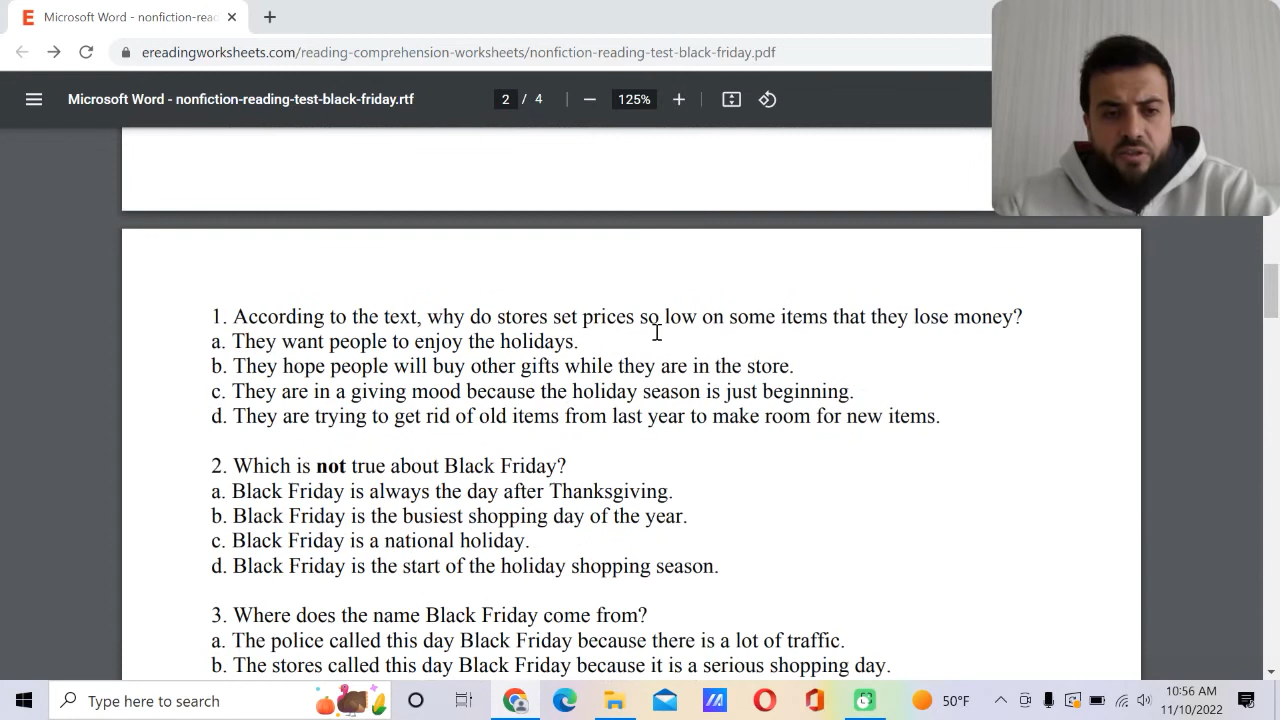 Microsoft Word - nonfiction-read
ereadingworksheets.com/reading-comprehension-worksheets/nonfiction-reading-test-black-friday.pdf
Microsoft Word - nonfiction-reading-test-black-friday.rtf
2 / 4
125%
1. According to the text, why do stores set prices so low on some items that they lose money?
a. They want people to enjoy the holidays.
b. They hope people will buy other gifts while they are in the store.
c. They are in a giving mood because the holiday season is just beginning.
d. They are trying to get rid of old items from last year to make room for new items.
2. Which is not true about Black Friday?
a. Black Friday is always the day after Thanksgiving.
b. Black Friday is the busiest shopping day of the year.
c. Black Friday is a national holiday.
d. Black Friday is the start of the holiday shopping season.
3. Where does the name Black Friday come from?
a. The police called this day Black Friday because there is a lot of traffic.
b. The stores called this day Black Friday because it is a serious shopping day.
Type here to search
50°F
10:56 AM
11/10/2022